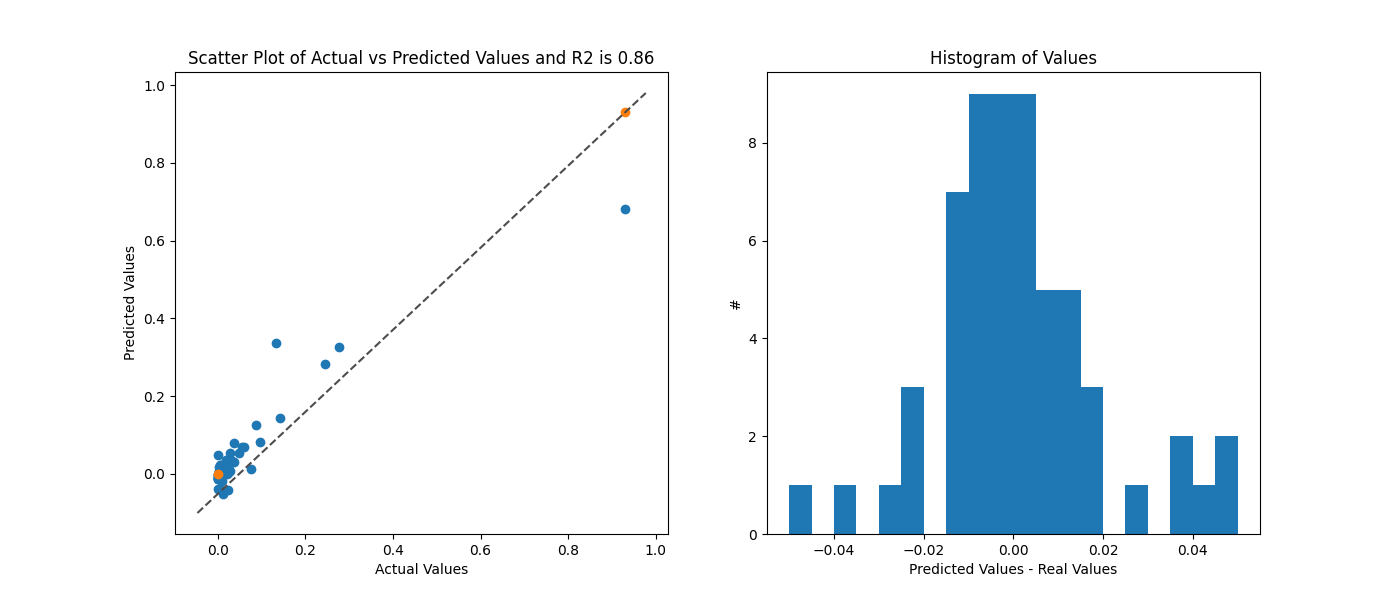 Scatter Plot of Actual vs Predicted Values and R2 is 0.86
1.0
0.8
0.6
0.4
0.2
0.0
Predicted Values
0.0 0.2 0.4 0.6 0.8 1.0
Actual Values
Histogram of Values
8
6
4
2
0
#
−0.04 −0.02 0.00 0.02 0.04
Predicted Values - Real Values